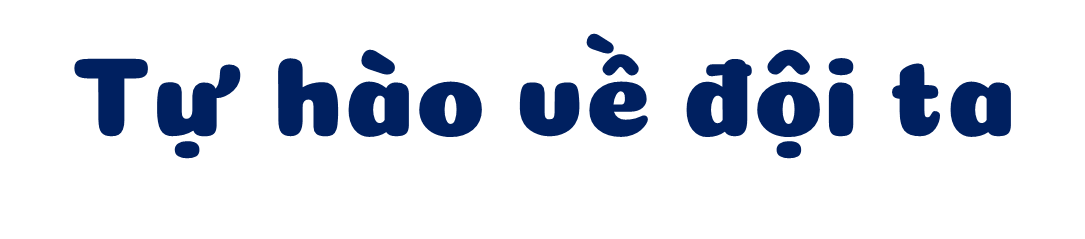 Tự hào về đội ta